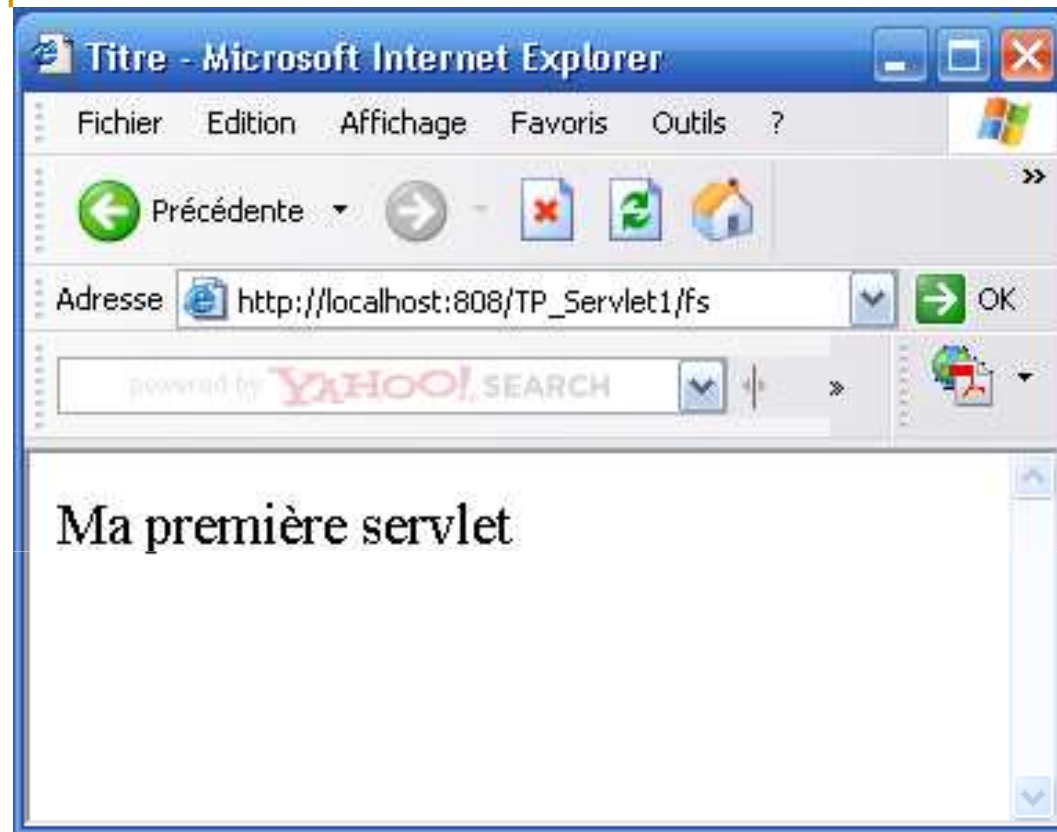 Titre - Microsoft Internet Explorer
Fichier Edition Affichage Favoris Outils ?
Précédente
»
Adresse http://localhost:808/TP_Servlet1/fs OK
powered by YAHOO! SEARCH »
Ma première servlet